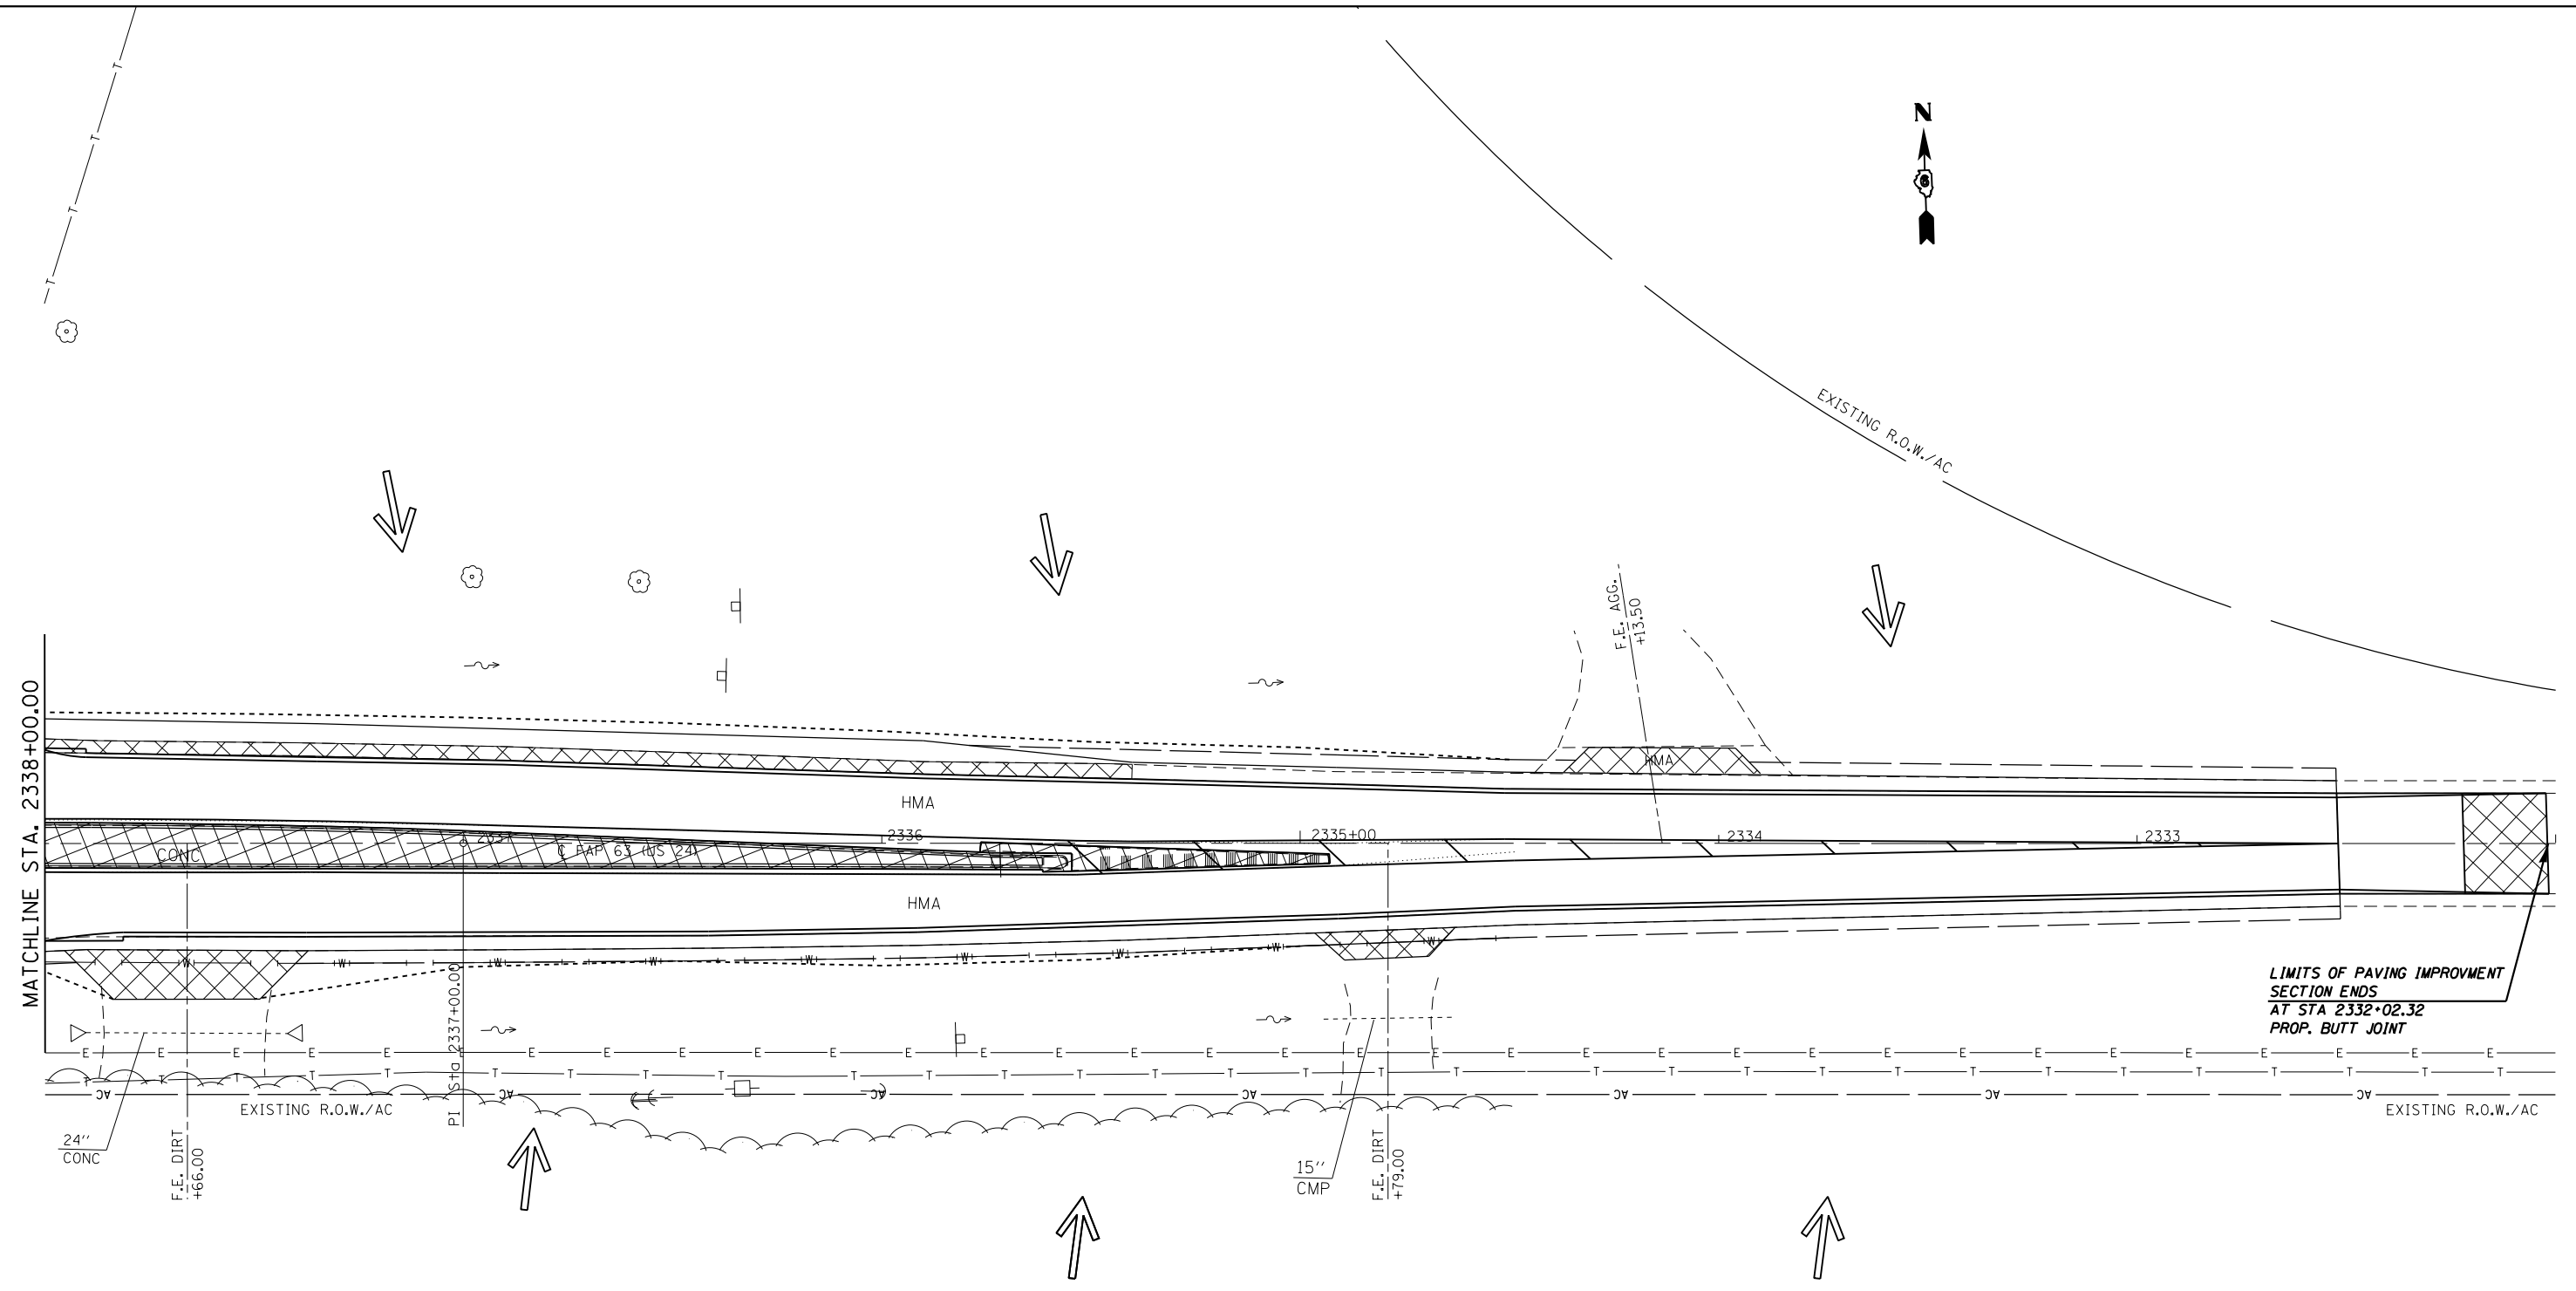 N
6
EXISTING R.O.W./AC
F.E. AGG.
+13.50
MATCHLINE STA. 2338+00.00
HMA
HMA
2337
2336
2335+00
2334
2333
CONC
℄ FAP 63 (US 24)
HMA
PI Sta 2337+00.00
LIMITS OF PAVING IMPROVMENT
SECTION ENDS
AT STA 2332+02.32
PROP. BUTT JOINT
EXISTING R.O.W./AC
EXISTING R.O.W./AC
24''
CONC
F.E. DIRT
+66.00
15''
CMP
F.E. DIRT
+79.00